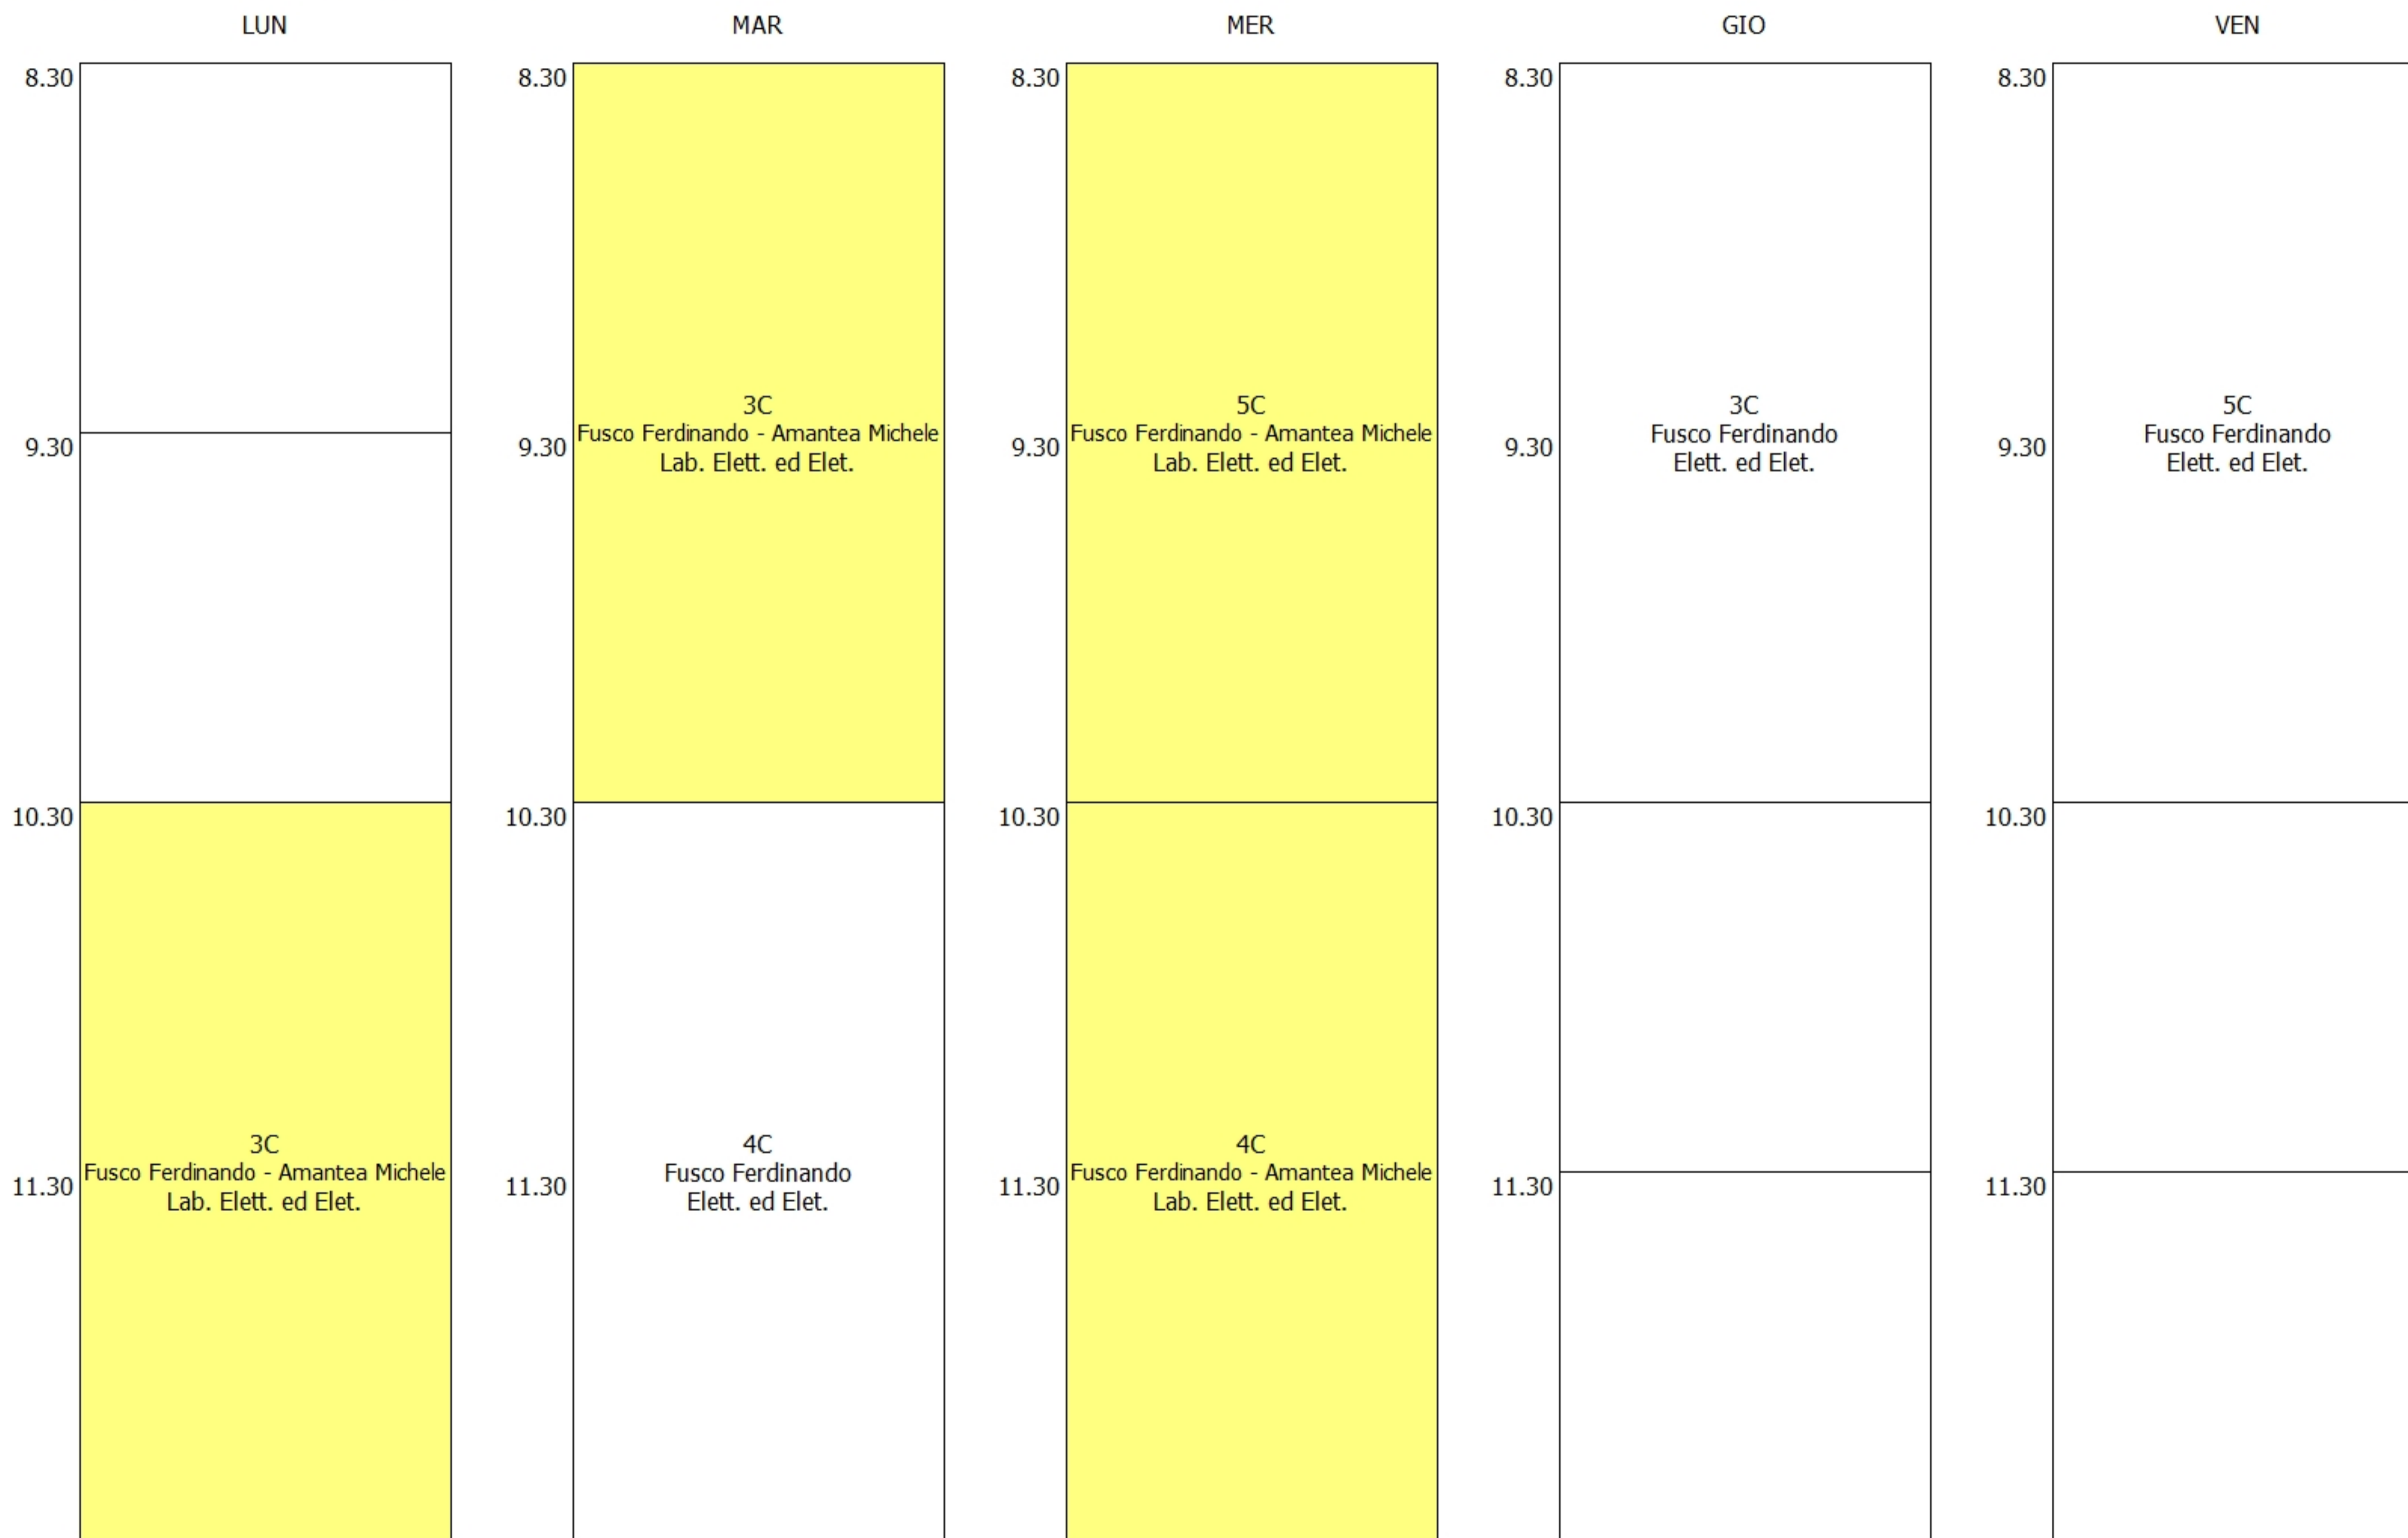 LUN MAR MER GIO VEN
8.30 8.30 8.30 8.30 8.30
3C 5C 3C 5C
9.30 9.30 Fusco Ferdinando - Amantea Michele 9.30 Fusco Ferdinando - Amantea Michele 9.30 Fusco Ferdinando 9.30 Fusco Ferdinando
Lab. Elett. ed Elet. Lab. Elett. ed Elet. Elett. ed Elet. Elett. ed Elet.
10.30 10.30 10.30 10.30 10.30
3C 4C 4C
11.30 Fusco Ferdinando - Amantea Michele 11.30 Fusco Ferdinando 11.30 Fusco Ferdinando - Amantea Michele 11.30 11.30
Lab. Elett. ed Elet. Elett. ed Elet. Lab. Elett. ed Elet.